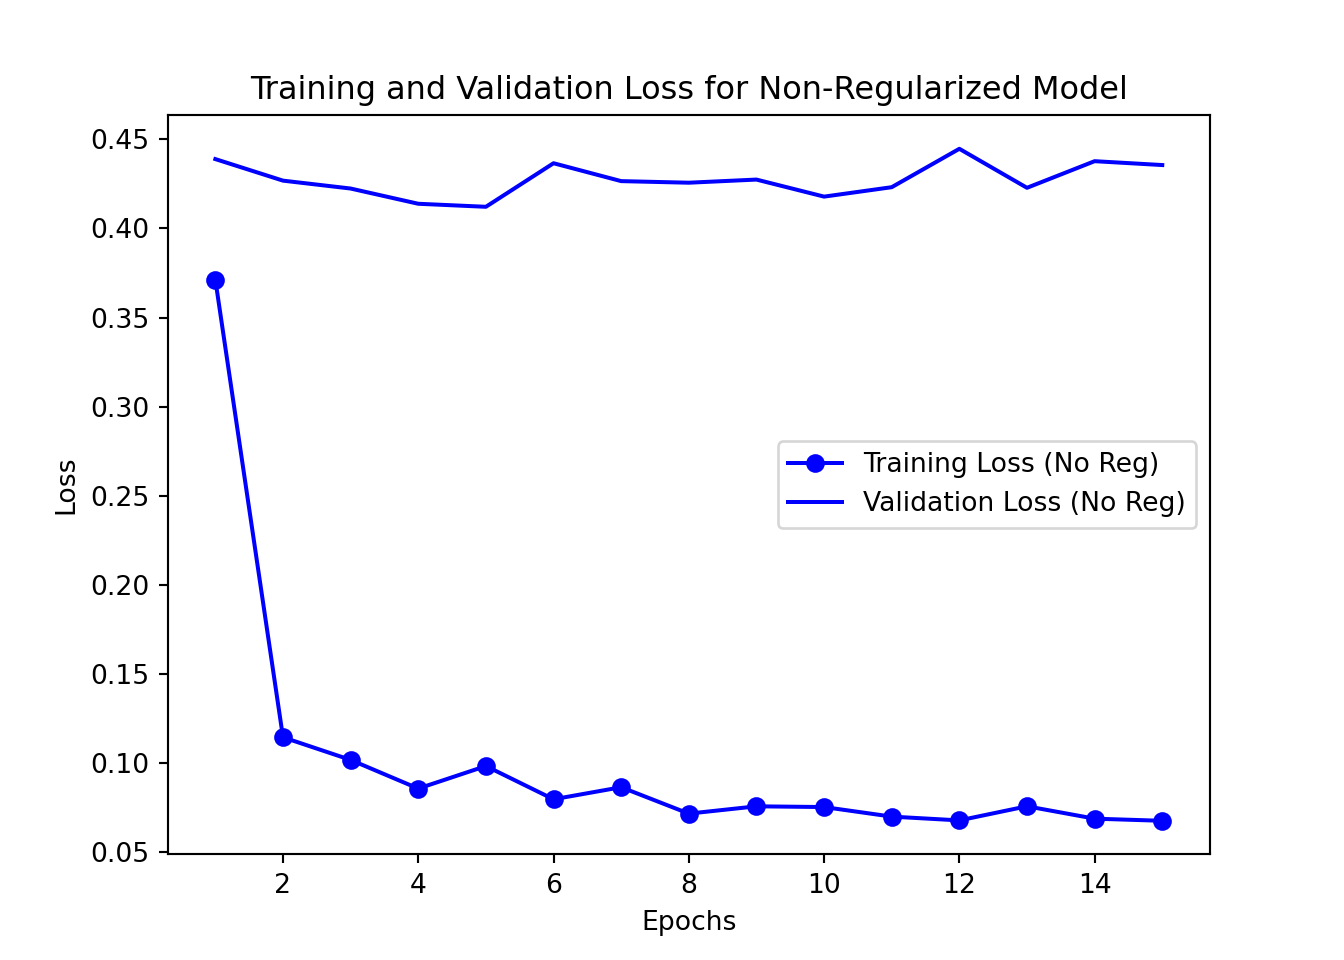 Training and Validation Loss for Non-Regularized Model
0.45
0.40
0.35
0.30
0.25
0.20
0.15
0.10
0.05
Loss
Training Loss (No Reg)
Validation Loss (No Reg)
2 4 6 8 10 12 14
Epochs